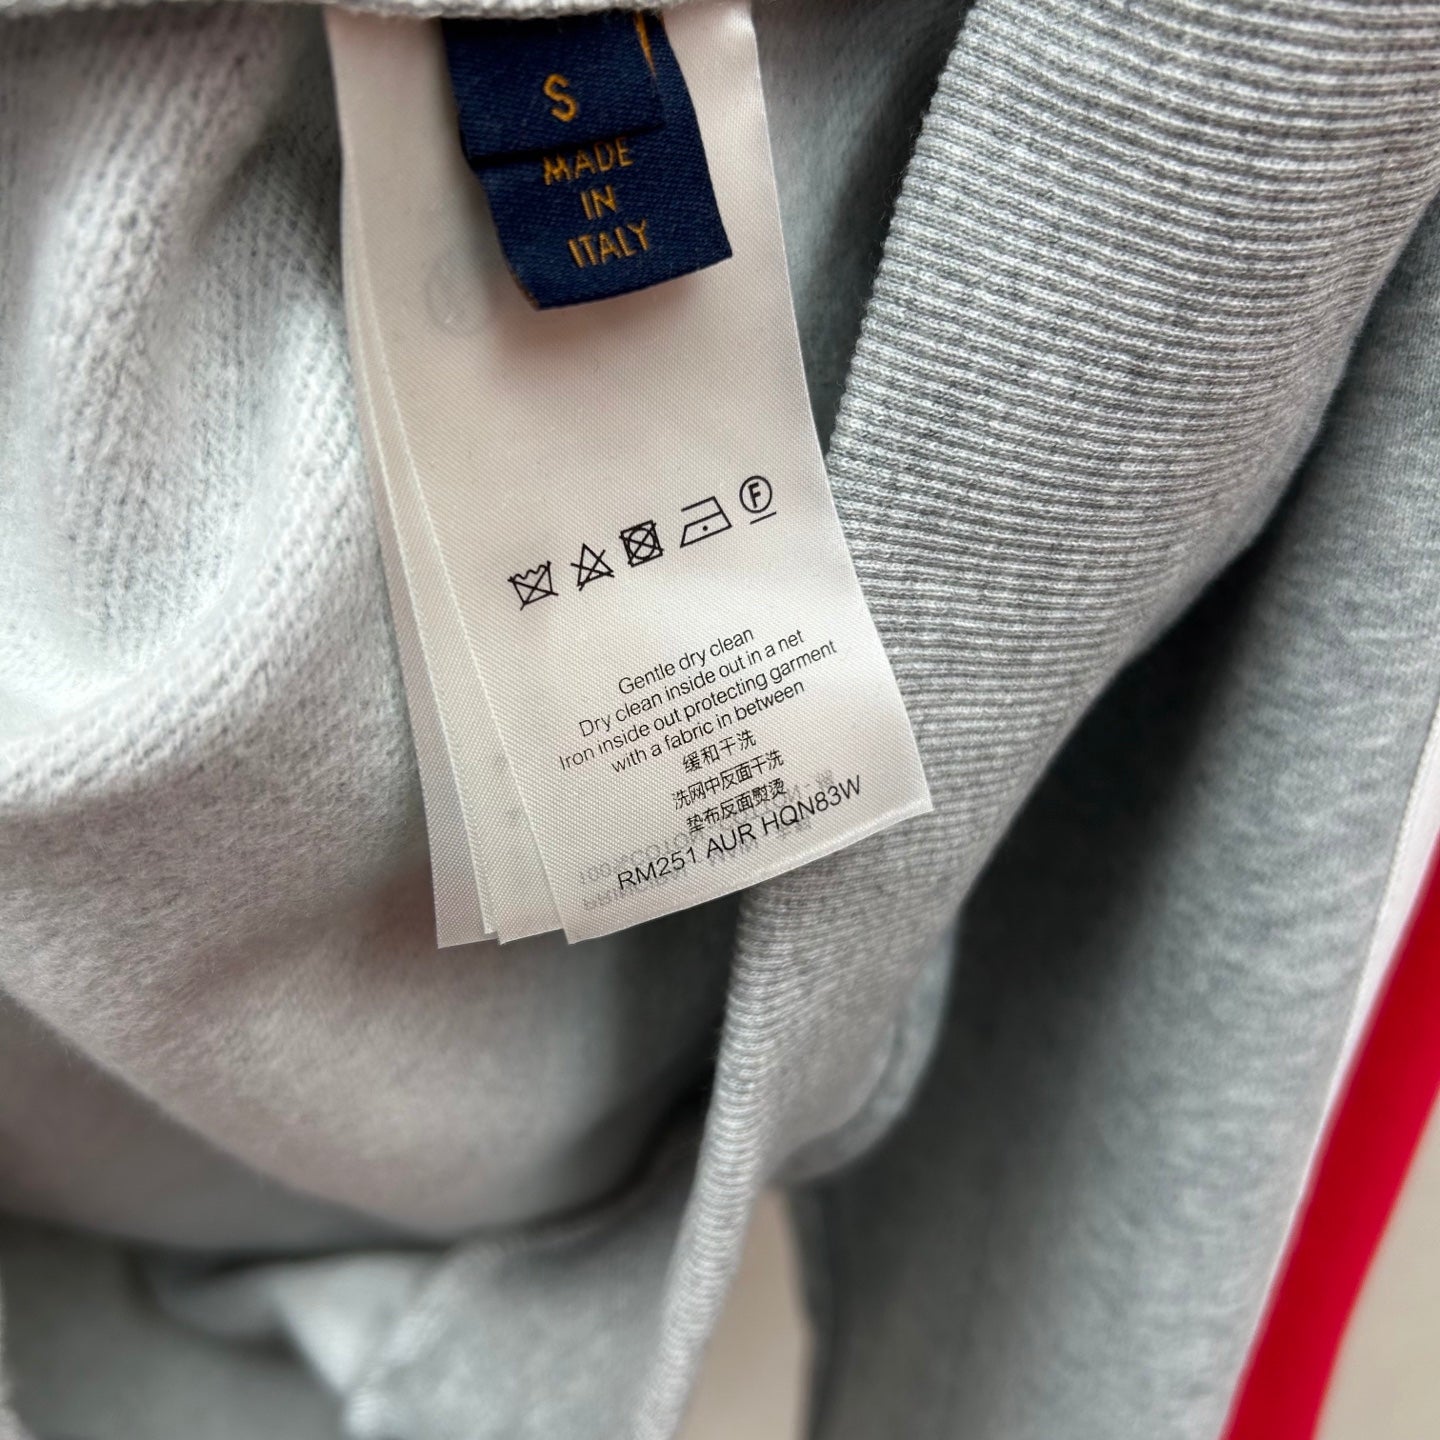 S
MADE
IN
ITALY
F
Gentle dry clean
Dry clean inside out in a net
Iron inside out protecting garment
with a fabric in between
缓和干洗
洗网中反面干洗
垫布反面熨烫
RM251 AUR HQN83W